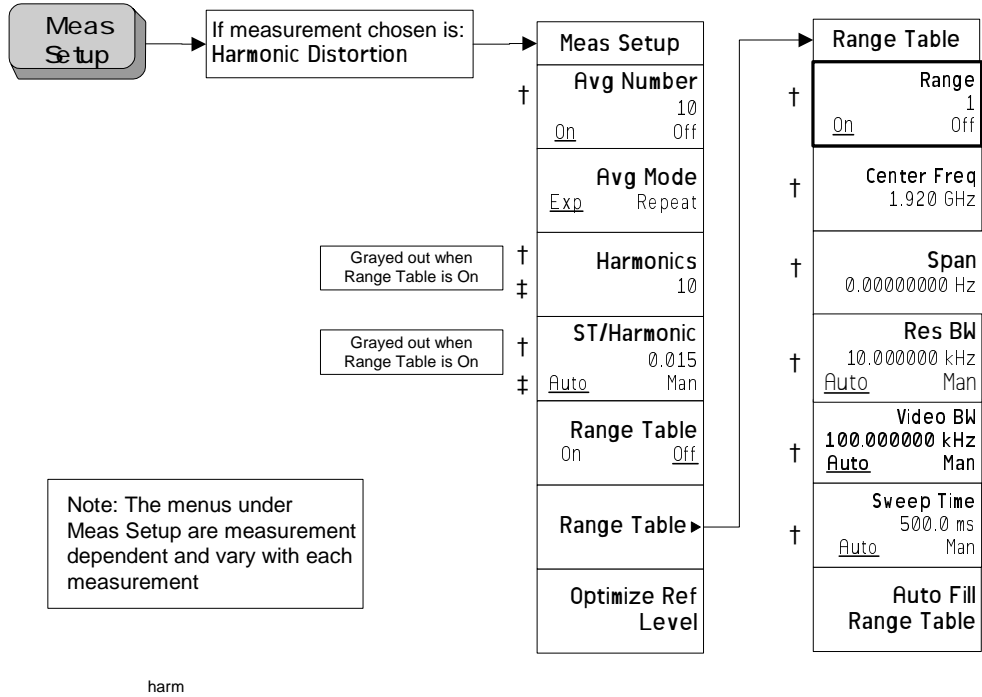 Meas
Setup
If measurement chosen is:
Harmonic Distortion
Meas Setup
† Avg Number
10
On Off
Avg Mode
Exp Repeat
Grayed out when
Range Table is On
†
‡
Harmonics
10
Grayed out when
Range Table is On
†
‡
ST/Harmonic
0.015
Auto Man
Range Table
On Off
Range Table
Optimize Ref
Level
Range Table
† Range
1
On Off
† Center Freq
1.920 GHz
† Span
0.00000000 Hz
† Res BW
10.000000 kHz
Auto Man
† Video BW
100.000000 kHz
Auto Man
† Sweep Time
500.0 ms
Auto Man
Auto Fill
Range Table
Note: The menus under
Meas Setup are measurement
dependent and vary with each
measurement
harm